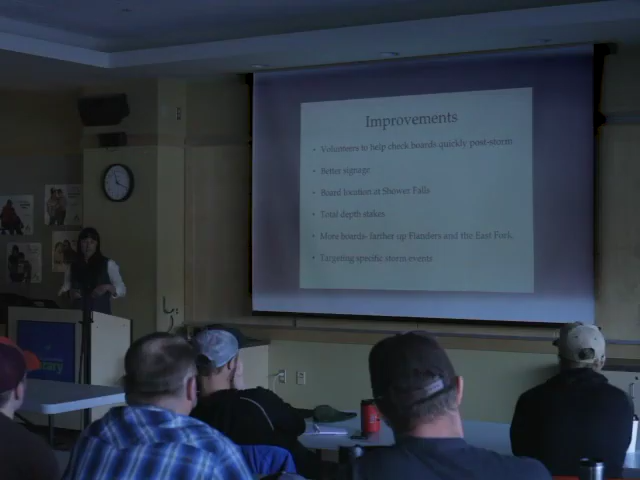 Improvements
• Volunteers to help check boards quickly post-storm
• Better signage
• Board location at Shower Falls
• Total depth stakes
• More boards- farther up Flanders and the East Fork
• Targeting specific storm events